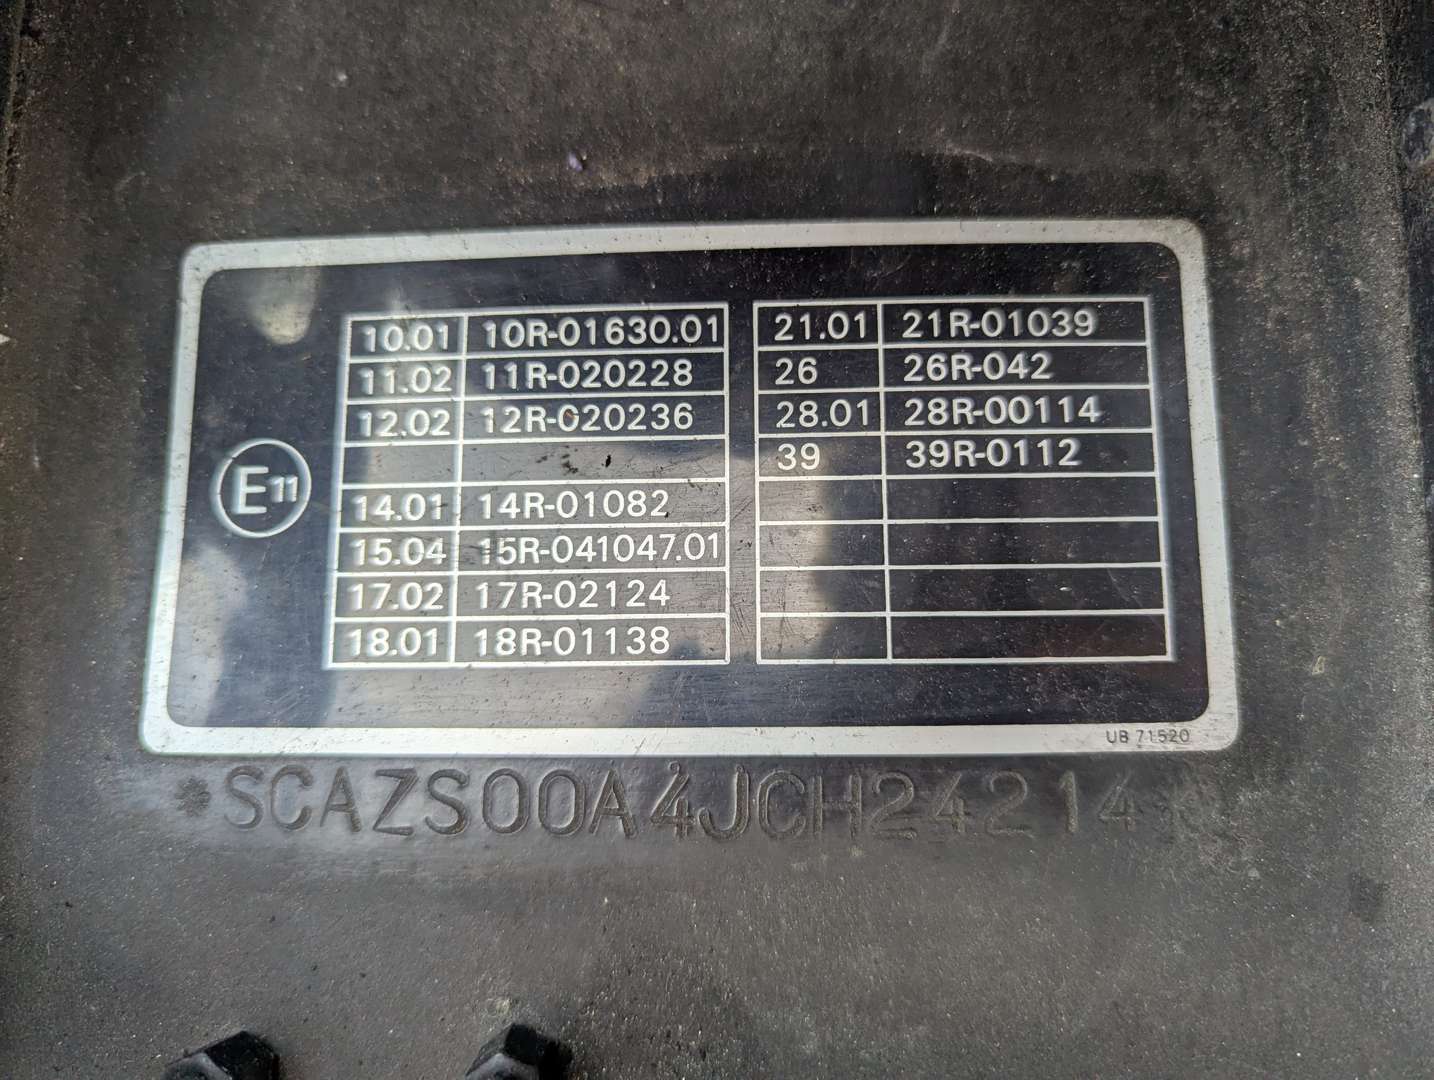 E11
10.01 10R-01630.01
11.02 11R-020228
12.02 12R-020236
14.01 14R-01082
15.04 15R-041047.01
17.02 17R-02124
18.01 18R-01138
21.01 21R-01039
26 26R-042
28.01 28R-00114
39 39R-0112
UB 71520
*SCAZS00A4JCH24214*